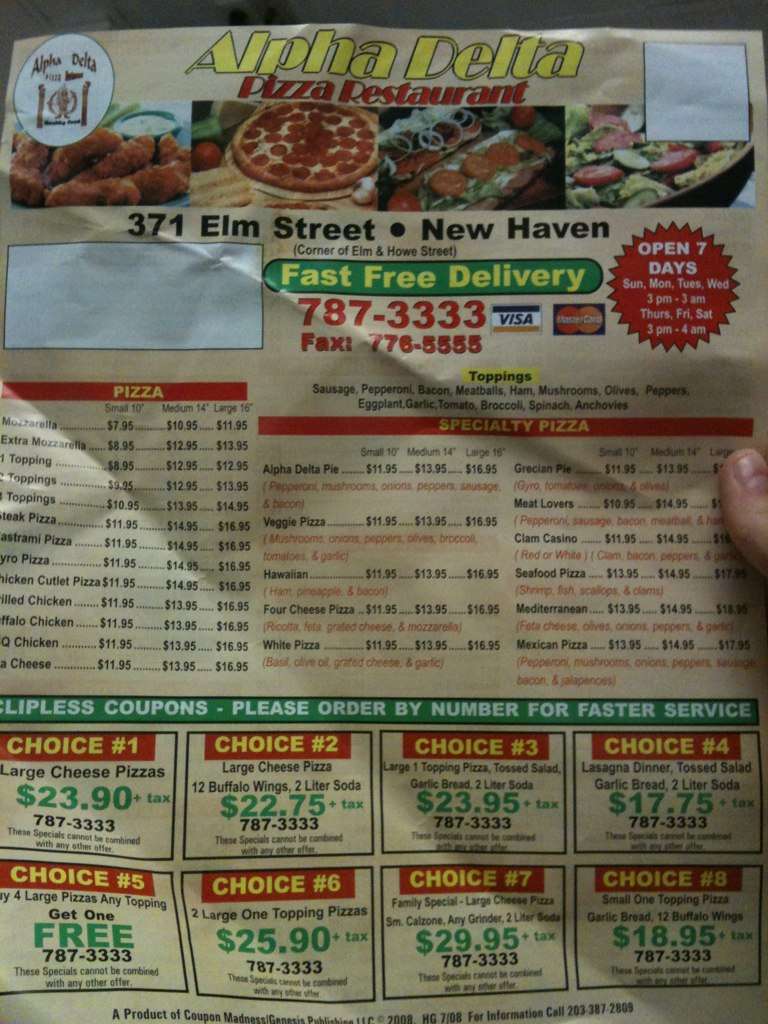 Alpha Delta
PIZZA
Healthy Food
Alpha Delta
Pizza Restaurant
371 Elm Street • New Haven
(Corner of Elm & Howe Street)
Fast Free Delivery
787-3333
VISA
MasterCard
Fax: 776-5555
OPEN 7
DAYS
Sun, Mon, Tues, Wed
3 pm - 3 am
Thurs, Fri, Sat
3 pm - 4 am
Toppings
Sausage, Pepperoni, Bacon, Meatballs, Ham, Mushrooms, Olives, Peppers,
Eggplant,Garlic,Tomato, Broccoli, Spinach, Anchovies
PIZZA
Small 10" Medium 14" Large 16"
Mozzarella $7.95 $10.95 $11.95
Extra Mozzarella $8.95 $12.95 $13.95
1 Topping $8.95 $12.95 $12.95
Toppings $9.95 $12.95 $13.95
Toppings $10.95 $13.95 $14.95
Steak Pizza $11.95 $14.95 $16.95
astrami Pizza $11.95 $14.95 $16.95
yro Pizza $11.95 $14.95 $16.95
hicken Cutlet Pizza $11.95 $14.95 $16.95
illed Chicken $11.95 $13.95 $16.95
ffalo Chicken $11.95 $13.95 $16.95
Q Chicken $11.95 $13.95 $16.95
a Cheese $11.95 $13.95 $16.95
SPECIALTY PIZZA
Small 10" Medium 14" Large 16"
Alpha Delta Pie $11.95 $13.95 $16.95
( Pepperoni, mushrooms, onions, peppers, sausage,
& bacon)
Veggie Pizza $11.95 $13.95 $16.95
( Mushrooms, onions, peppers, olives, broccoli,
tomatoes, & garlic)
Hawaiian $11.95 $13.95 $16.95
( Ham, pineapple, & bacon)
Four Cheese Pizza $11.95 $13.95 $16.95
(Ricotta, feta, grated cheese, & mozzarella)
White Pizza $11.95 $13.95 $16.95
(Basil, olive oil, grated cheese, & garlic)
Small 10" Medium 14" Large
Grecian Pie $11.95 $13.95
(Gyro, tomatoes, onions, & olives)
Meat Lovers $10.95 $14.95
( Pepperoni, sausage, bacon, meatball, & ham
Clam Casino $11.95 $14.95
( Red or White ) ( Clam, bacon, peppers, & garlic
Seafood Pizza $13.95 $14.95 $17.95
(Shrimp, fish, scallops, & clams)
Mediterranean $13.95 $14.95 $18.95
(Feta cheese, olives, onions, peppers, & garlic)
Mexican Pizza $13.95 $14.95 $17.95
(Pepperoni, mushrooms, onions, peppers, sausage
bacon, & jalapenoes)
CLIPLESS COUPONS - PLEASE ORDER BY NUMBER FOR FASTER SERVICE
CHOICE #1
Large Cheese Pizzas
$23.90 + tax
787-3333
These Specials cannot be combined
with any other offer.
CHOICE #2
Large Cheese Pizza
12 Buffalo Wings, 2 Liter Soda
$22.75 + tax
787-3333
These Specials cannot be combined
with any other offer.
CHOICE #3
Large 1 Topping Pizza, Tossed Salad,
Garlic Bread, 2 Liter Soda
$23.95 + tax
787-3333
These Specials cannot be combined
with any other offer.
CHOICE #4
Lasagna Dinner, Tossed Salad
Garlic Bread, 2 Liter Soda
$17.75 + tax
787-3333
These Specials cannot be combined
with any other offer.
CHOICE #5
uy 4 Large Pizzas Any Topping
Get One
FREE
787-3333
These Specials cannot be combined
with any other offer.
CHOICE #6
2 Large One Topping Pizzas
$25.90 + tax
787-3333
These Specials cannot be combined
with any other offer.
CHOICE #7
Family Special - Large Cheese Pizza
Sm. Calzone, Any Grinder, 2 Liter Soda
$29.95 + tax
787-3333
These Specials cannot be combined
with any other offer.
CHOICE #8
Small One Topping Pizza
Garlic Bread, 12 Buffalo Wings
$18.95 + tax
787-3333
These Specials cannot be combined
with any other offer.
A Product of Coupon Madness/Genesis Publishing LLC © 2008. HG 7/08 For Information Call 203-387-2809